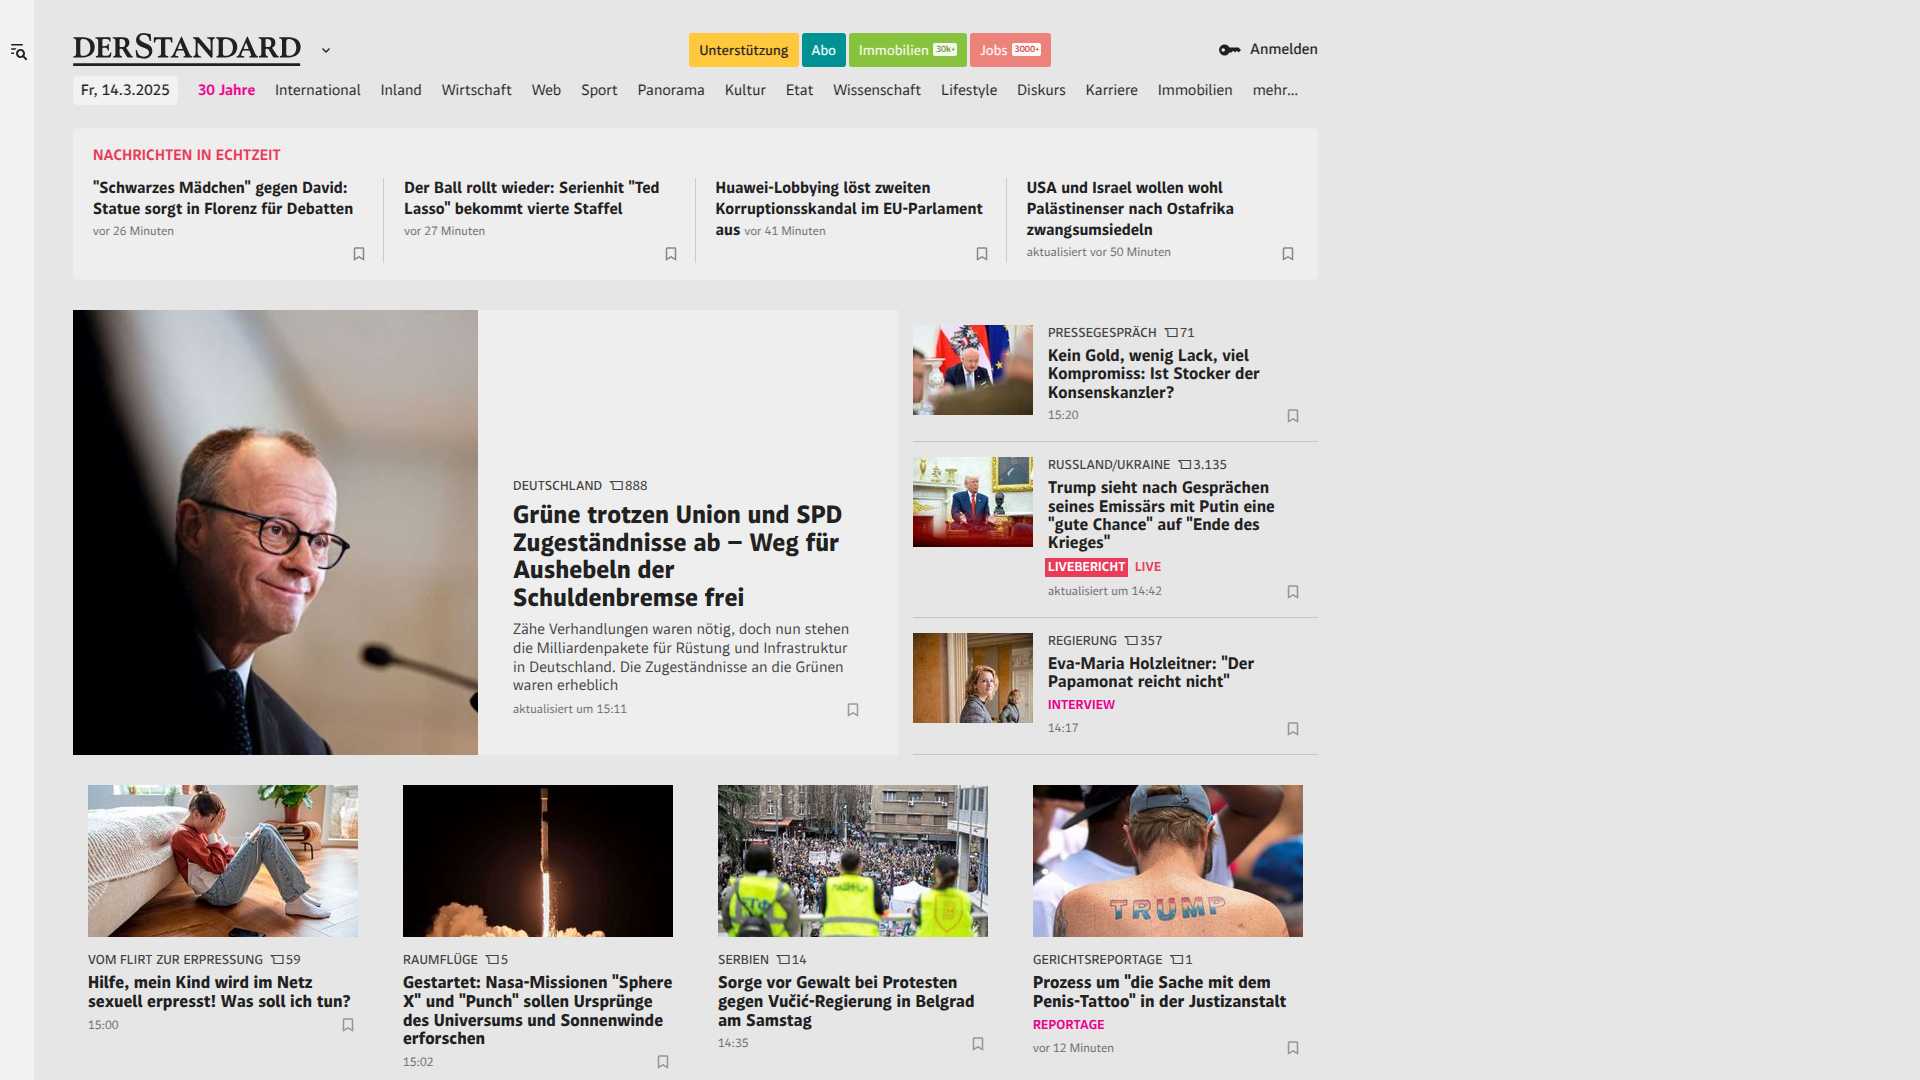 DERSTANDARD
Unterstützung
Abo
Immobilien 30k+
Jobs 3000+
Anmelden
Fr, 14.3.2025
30 Jahre
International
Inland
Wirtschaft
Web
Sport
Panorama
Kultur
Etat
Wissenschaft
Lifestyle
Diskurs
Karriere
Immobilien
mehr...
NACHRICHTEN IN ECHTZEIT
"Schwarzes Mädchen" gegen David:
Statue sorgt in Florenz für Debatten
vor 26 Minuten
Der Ball rollt wieder: Serienhit "Ted
Lasso" bekommt vierte Staffel
vor 27 Minuten
Huawei-Lobbying löst zweiten
Korruptionsskandal im EU-Parlament
aus vor 41 Minuten
USA und Israel wollen wohl
Palästinenser nach Ostafrika
zwangsumsiedeln
aktualisiert vor 50 Minuten
DEUTSCHLAND 888
Grüne trotzen Union und SPD
Zugeständnisse ab – Weg für
Aushebeln der
Schuldenbremse frei
Zähe Verhandlungen waren nötig, doch nun stehen
die Milliardenpakete für Rüstung und Infrastruktur
in Deutschland. Die Zugeständnisse an die Grünen
waren erheblich
aktualisiert um 15:11
PRESSEGESPRÄCH 71
Kein Gold, wenig Lack, viel
Kompromiss: Ist Stocker der
Konsenskanzler?
15:20
RUSSLAND/UKRAINE 3.135
Trump sieht nach Gesprächen
seines Emissärs mit Putin eine
"gute Chance" auf "Ende des
Krieges"
LIVEBERICHT LIVE
aktualisiert um 14:42
REGIERUNG 357
Eva-Maria Holzleitner: "Der
Papamonat reicht nicht"
INTERVIEW
14:17
VOM FLIRT ZUR ERPRESSUNG 59
Hilfe, mein Kind wird im Netz
sexuell erpresst! Was soll ich tun?
15:00
RAUMFLÜGE 5
Gestartet: Nasa-Missionen "Sphere
X" und "Punch" sollen Ursprünge
des Universums und Sonnenwinde
erforschen
15:02
SERBIEN 14
Sorge vor Gewalt bei Protesten
gegen Vučić-Regierung in Belgrad
am Samstag
14:35
TRUMP
GERICHTSREPORTAGE 1
Prozess um "die Sache mit dem
Penis-Tattoo" in der Justizanstalt
REPORTAGE
vor 12 Minuten